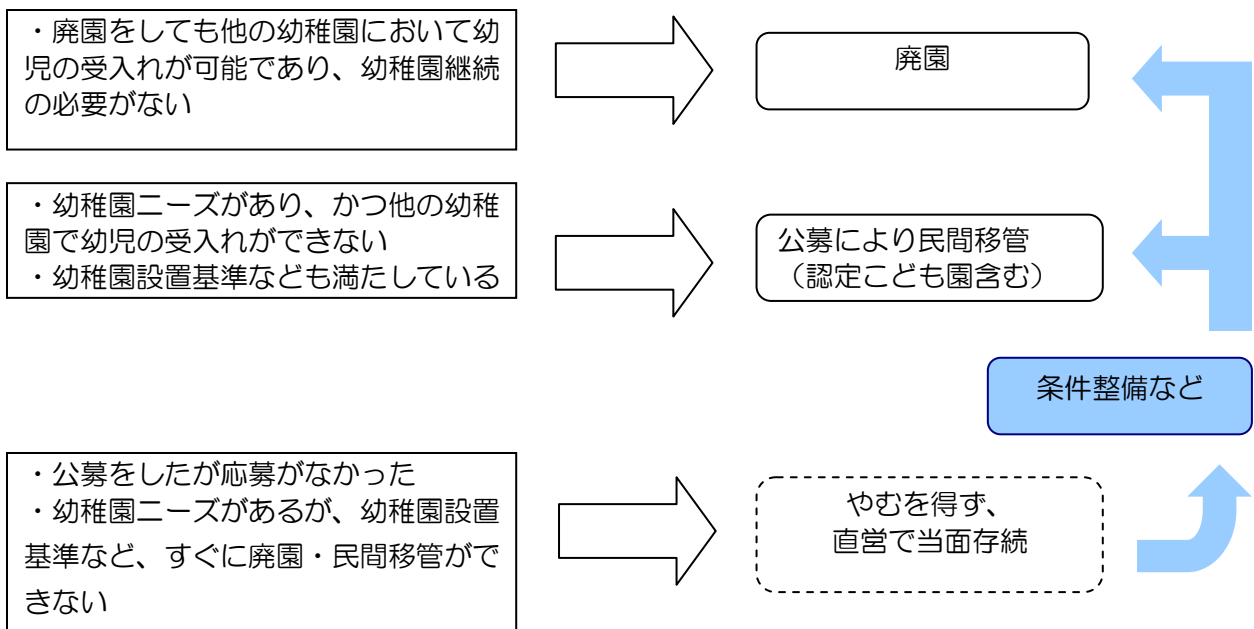 ・廃園をしても他の幼稚園において幼
児の受入れが可能であり、幼稚園継続
の必要がない
廃園
・幼稚園ニーズがあり、かつ他の幼稚
園で幼児の受入れができない
・幼稚園設置基準なども満たしている
公募により民間移管
（認定こども園含む）
条件整備など
・公募をしたが応募がなかった
・幼稚園ニーズがあるが、幼稚園設置
基準など、すぐに廃園・民間移管がで
きない
やむを得ず、
直営で当面存続